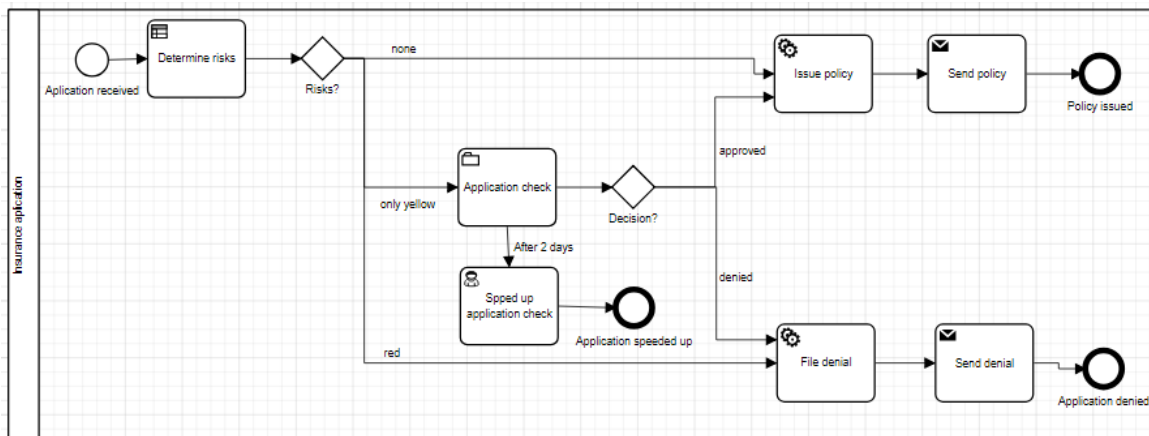 Insurance aplication
Aplication received
Determine risks
Risks?
none
only yellow
red
Application check
After 2 days
Spped up
application check
Application speeded up
Decision?
approved
denied
Issue policy
Send policy
Policy issued
File denial
Send denial
Application denied